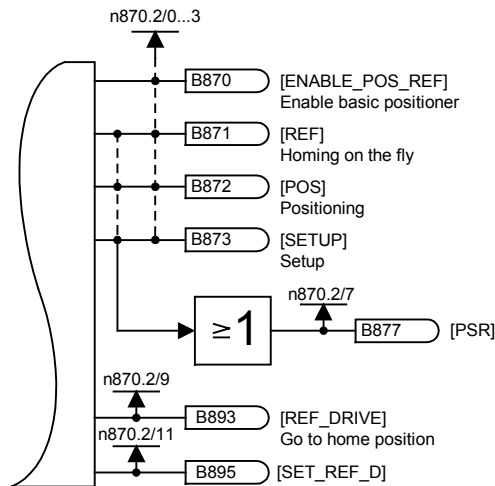 n870.2/0...3
B870 [ENABLE_POS_REF]
Enable basic positioner
B871 [REF]
Homing on the fly
B872 [POS]
Positioning
B873 [SETUP]
Setup
≥1
n870.2/7
B877 [PSR]
n870.2/9
B893 [REF_DRIVE]
Go to home position
n870.2/11
B895 [SET_REF_D]